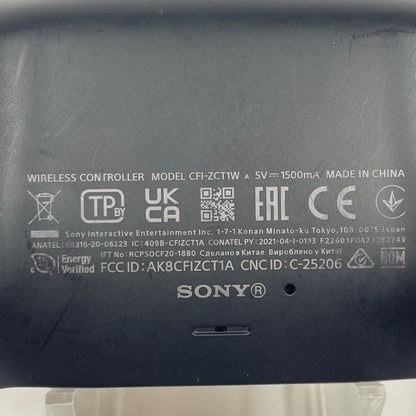 WIRELESS CONTROLLER MODEL CFI-ZCT1W A 5V⎓1500mA MADE IN CHINA
TP BY UK CA EAC CE
Sony Interactive Entertainment Inc. 1-7-1 Konan Minato-ku Tokyo, 108-0075 Japan
ANATEL: 08316-20-06223 IC: 409B-CFIZCT1A CONATEL PY: 2021-04-I-0193
Energy Verified
IFT No: RCPSOCF20-1880 Сделано в Китае Вироблено у Китаї
FCC ID: AK8CFIZCT1A CNC ID: C-25206
SONY®